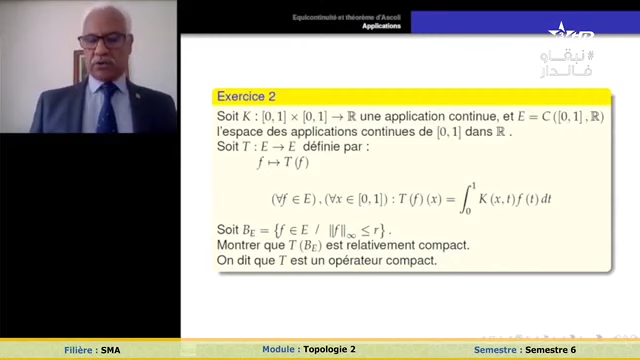 Equicontinuité et théorème d'Ascoli
Applications
#نبقاو
فالدار
Exercice 2
Soit K : [0, 1] × [0, 1] → ℝ une application continue, et E = C ([0, 1] , ℝ)
l'espace des applications continues de [0, 1] dans ℝ .
Soit T : E → E définie par :
f ↦ T (f)
(∀f ∈ E) , (∀x ∈ [0, 1]) : T (f) (x) = ∫₀¹ K (x, t) f (t) dt
Soit B_E = {f ∈ E / ‖f‖_∞ ≤ r} .
Montrer que T (B_E) est relativement compact.
On dit que T est un opérateur compact.
Filière : SMA
Module : Topologie 2
Semestre : Semestre 6